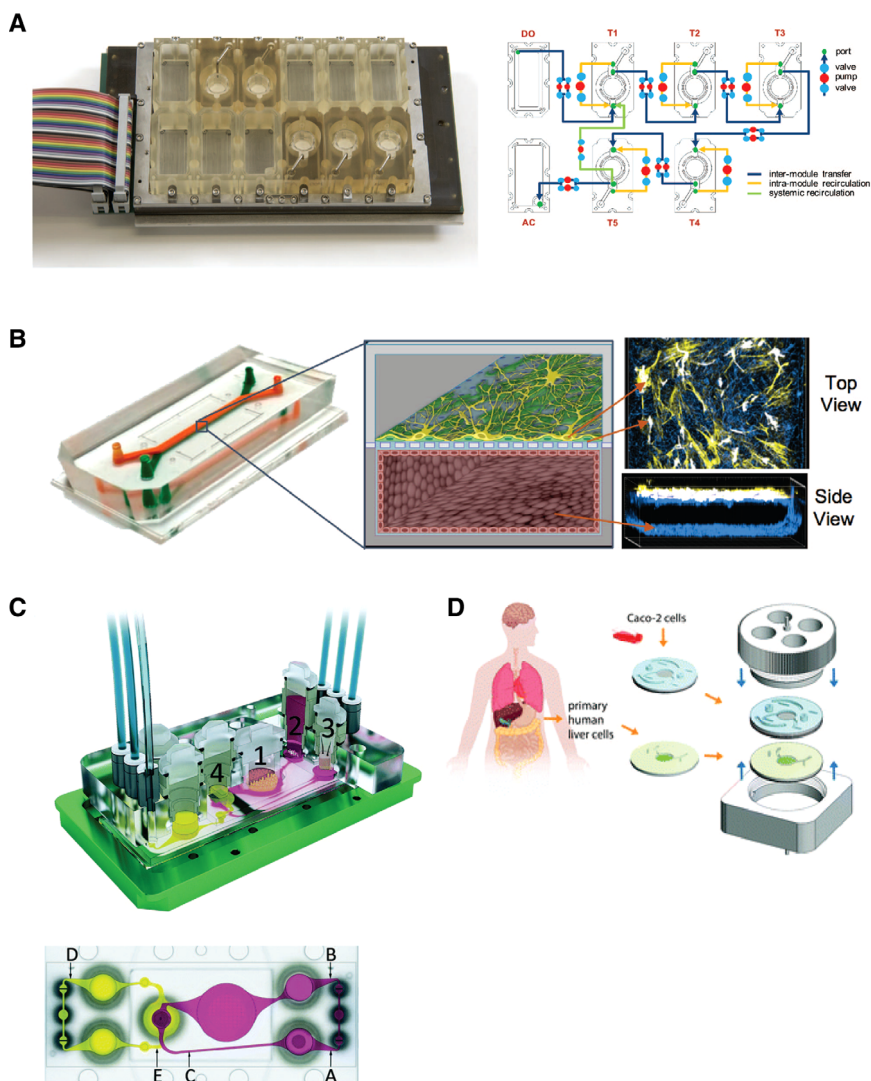 A
DO
T1
T2
T3
port
valve
pump
valve
inter-module transfer
intra-module recirculation
systemic recirculation
AC
T5
T4
B
Top
View
Side
View
C
1
2
3
4
D
B
E
C
A
D
Caco-2 cells
primary
human
liver cells